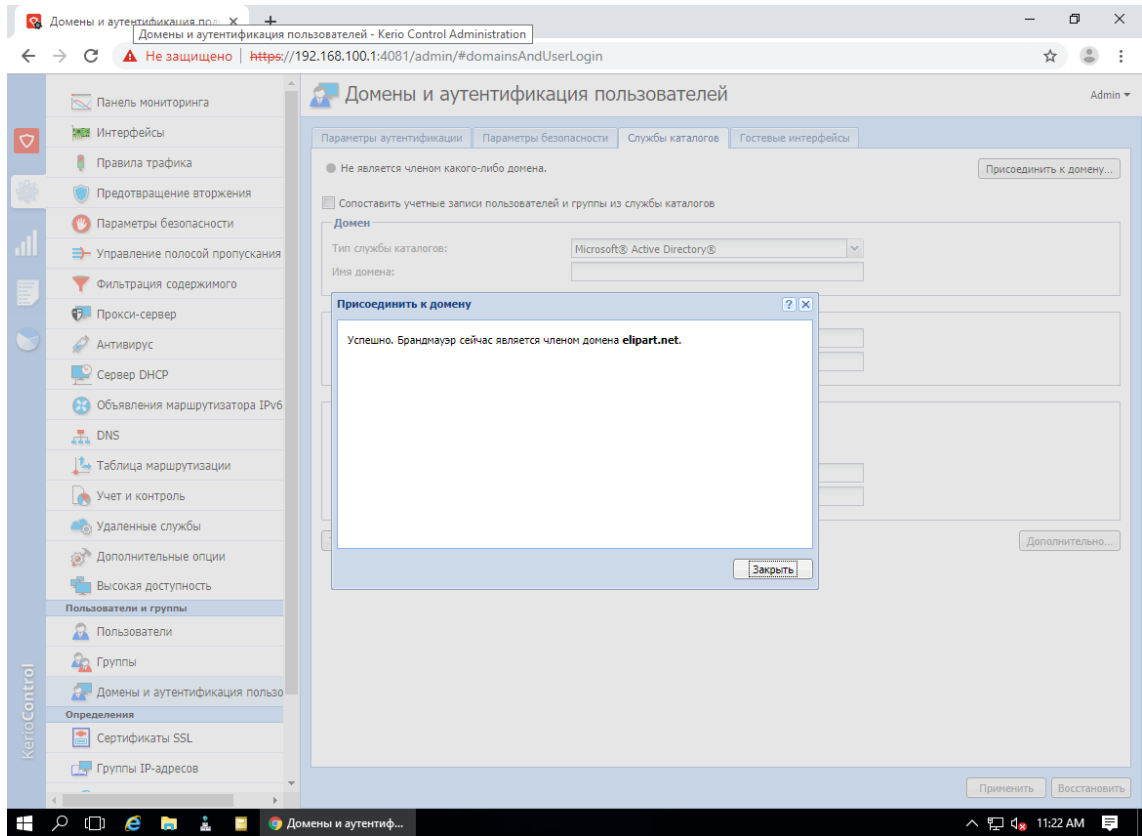 Домены и аутентификация пол
Домены и аутентификация пользователей - Kerio Control Administration
Не защищено | https://192.168.100.1:4081/admin/#domainsAndUserLogin
Панель мониторинга
Интерфейсы
Правила трафика
Предотвращение вторжения
Параметры безопасности
Управление полосой пропускания
Фильтрация содержимого
Прокси-сервер
Антивирус
Сервер DHCP
Объявления маршрутизатора IPv6
DNS
Таблица маршрутизации
Учет и контроль
Удаленные службы
Дополнительные опции
Высокая доступность
Пользователи и группы
Пользователи
Группы
Домены и аутентификация пользо
Определения
Сертификаты SSL
Группы IP-адресов
KerioControl
Домены и аутентификация пользователей
Admin
Параметры аутентификации Параметры безопасности Службы каталогов Гостевые интерфейсы
Не является членом какого-либо домена.
Присоединить к домену...
Сопоставить учетные записи пользователей и группы из службы каталогов
Домен
Тип службы каталогов: Microsoft® Active Directory®
Имя домена:
Присоединить к домену
Успешно. Брандмауэр сейчас является членом домена elipart.net.
Закрыть
Дополнительно...
Применить Восстановить
Домены и аутентиф...
11:22 AM